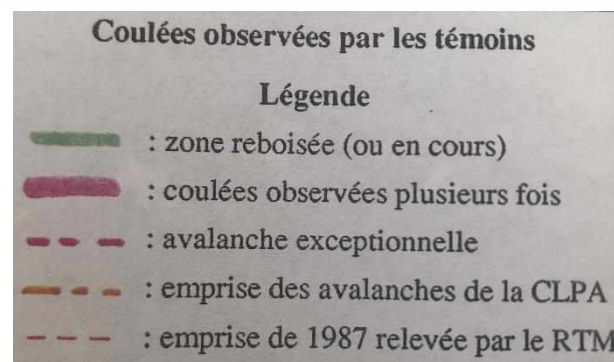 Coulées observées par les témoins
Légende
: zone reboisée (ou en cours)
: coulées observées plusieurs fois
: avalanche exceptionnelle
: emprise des avalanches de la CLPA
: emprise de 1987 relevée par le RTM